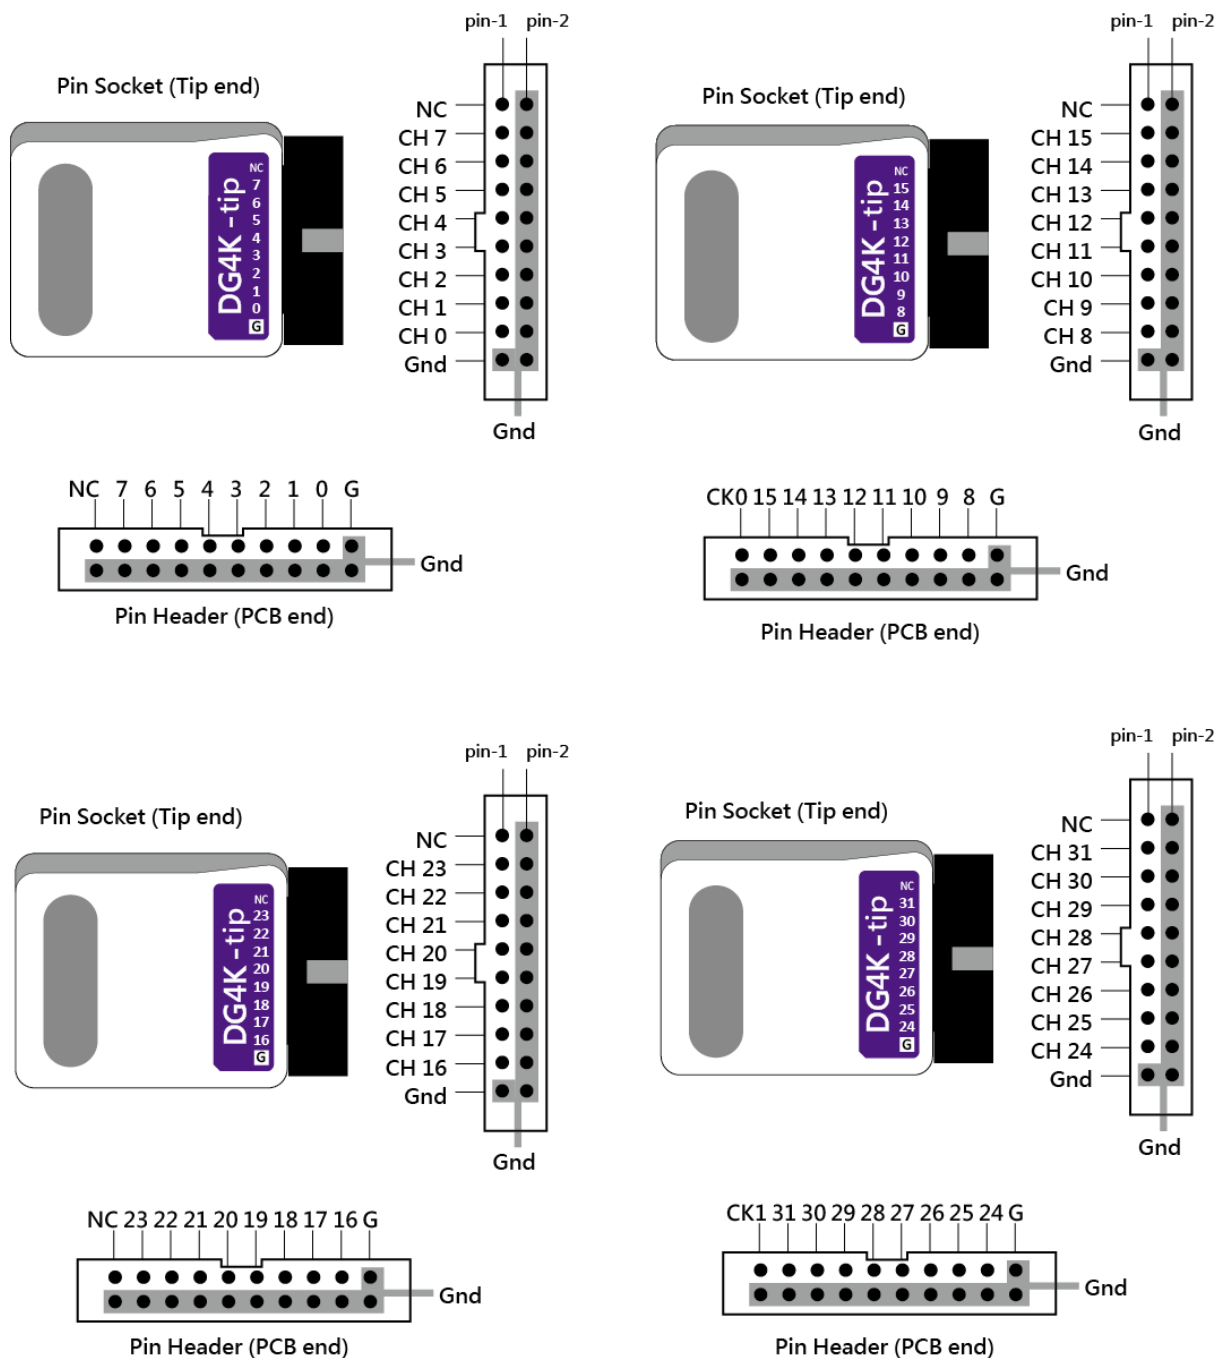 pin-1 pin-2
Pin Socket (Tip end)
NC
CH 7
CH 6
CH 5
CH 4
CH 3
CH 2
CH 1
CH 0
Gnd
Gnd
DG4K-tip
NC
7
6
5
4
3
2
1
0
G
NC 7 6 5 4 3 2 1 0 G
Gnd
Pin Header (PCB end)
pin-1 pin-2
Pin Socket (Tip end)
NC
CH 15
CH 14
CH 13
CH 12
CH 11
CH 10
CH 9
CH 8
Gnd
Gnd
DG4K-tip
NC
15
14
13
12
11
10
9
8
G
CK0 15 14 13 12 11 10 9 8 G
Gnd
Pin Header (PCB end)
pin-1 pin-2
Pin Socket (Tip end)
NC
CH 23
CH 22
CH 21
CH 20
CH 19
CH 18
CH 17
CH 16
Gnd
Gnd
DG4K-tip
NC
23
22
21
20
19
18
17
16
G
NC 23 22 21 20 19 18 17 16 G
Gnd
Pin Header (PCB end)
pin-1 pin-2
Pin Socket (Tip end)
NC
CH 31
CH 30
CH 29
CH 28
CH 27
CH 26
CH 25
CH 24
Gnd
Gnd
DG4K-tip
NC
31
30
29
28
27
26
25
24
G
CK1 31 30 29 28 27 26 25 24 G
Gnd
Pin Header (PCB end)